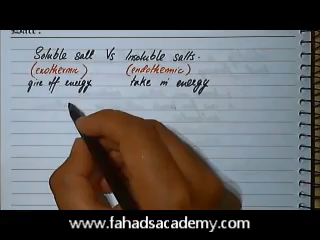 Soluble salt Vs Insoluble salts.
(exothermic) (endothermic)
give off energy take in energy
www.fahadsacademy.com